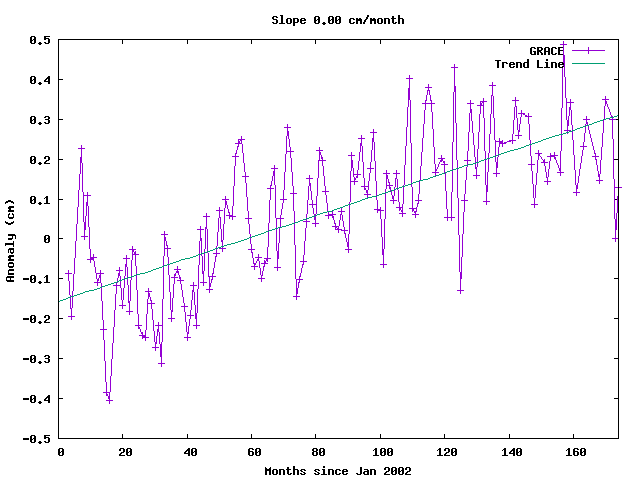 Slope 0.00 cm/month
GRACE
Trend Line
0.5
0.4
0.3
0.2
0.1
0
-0.1
-0.2
-0.3
-0.4
-0.5
Anomaly (cm)
0 20 40 60 80 100 120 140 160
Months since Jan 2002